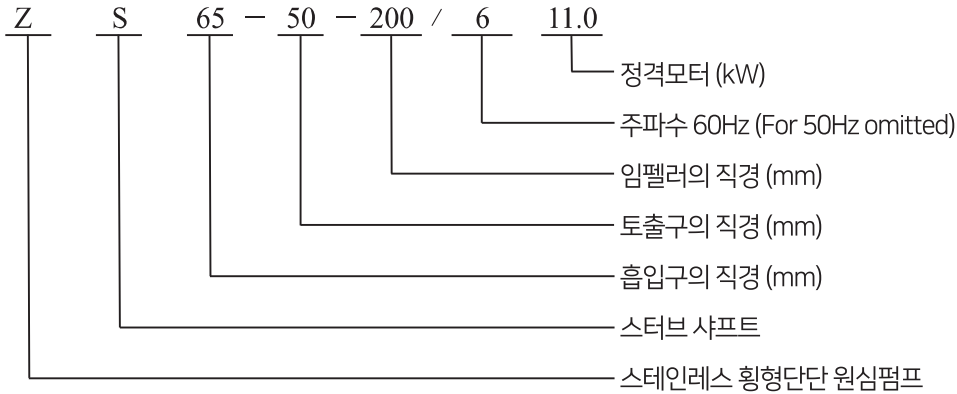 Z S 65 - 50 - 200 / 6 11.0
정격모터 (kW)
주파수 60Hz (For 50Hz omitted)
임펠러의 직경 (mm)
토출구의 직경 (mm)
흡입구의 직경 (mm)
스터브 샤프트
스테인레스 횡형단단 원심펌프